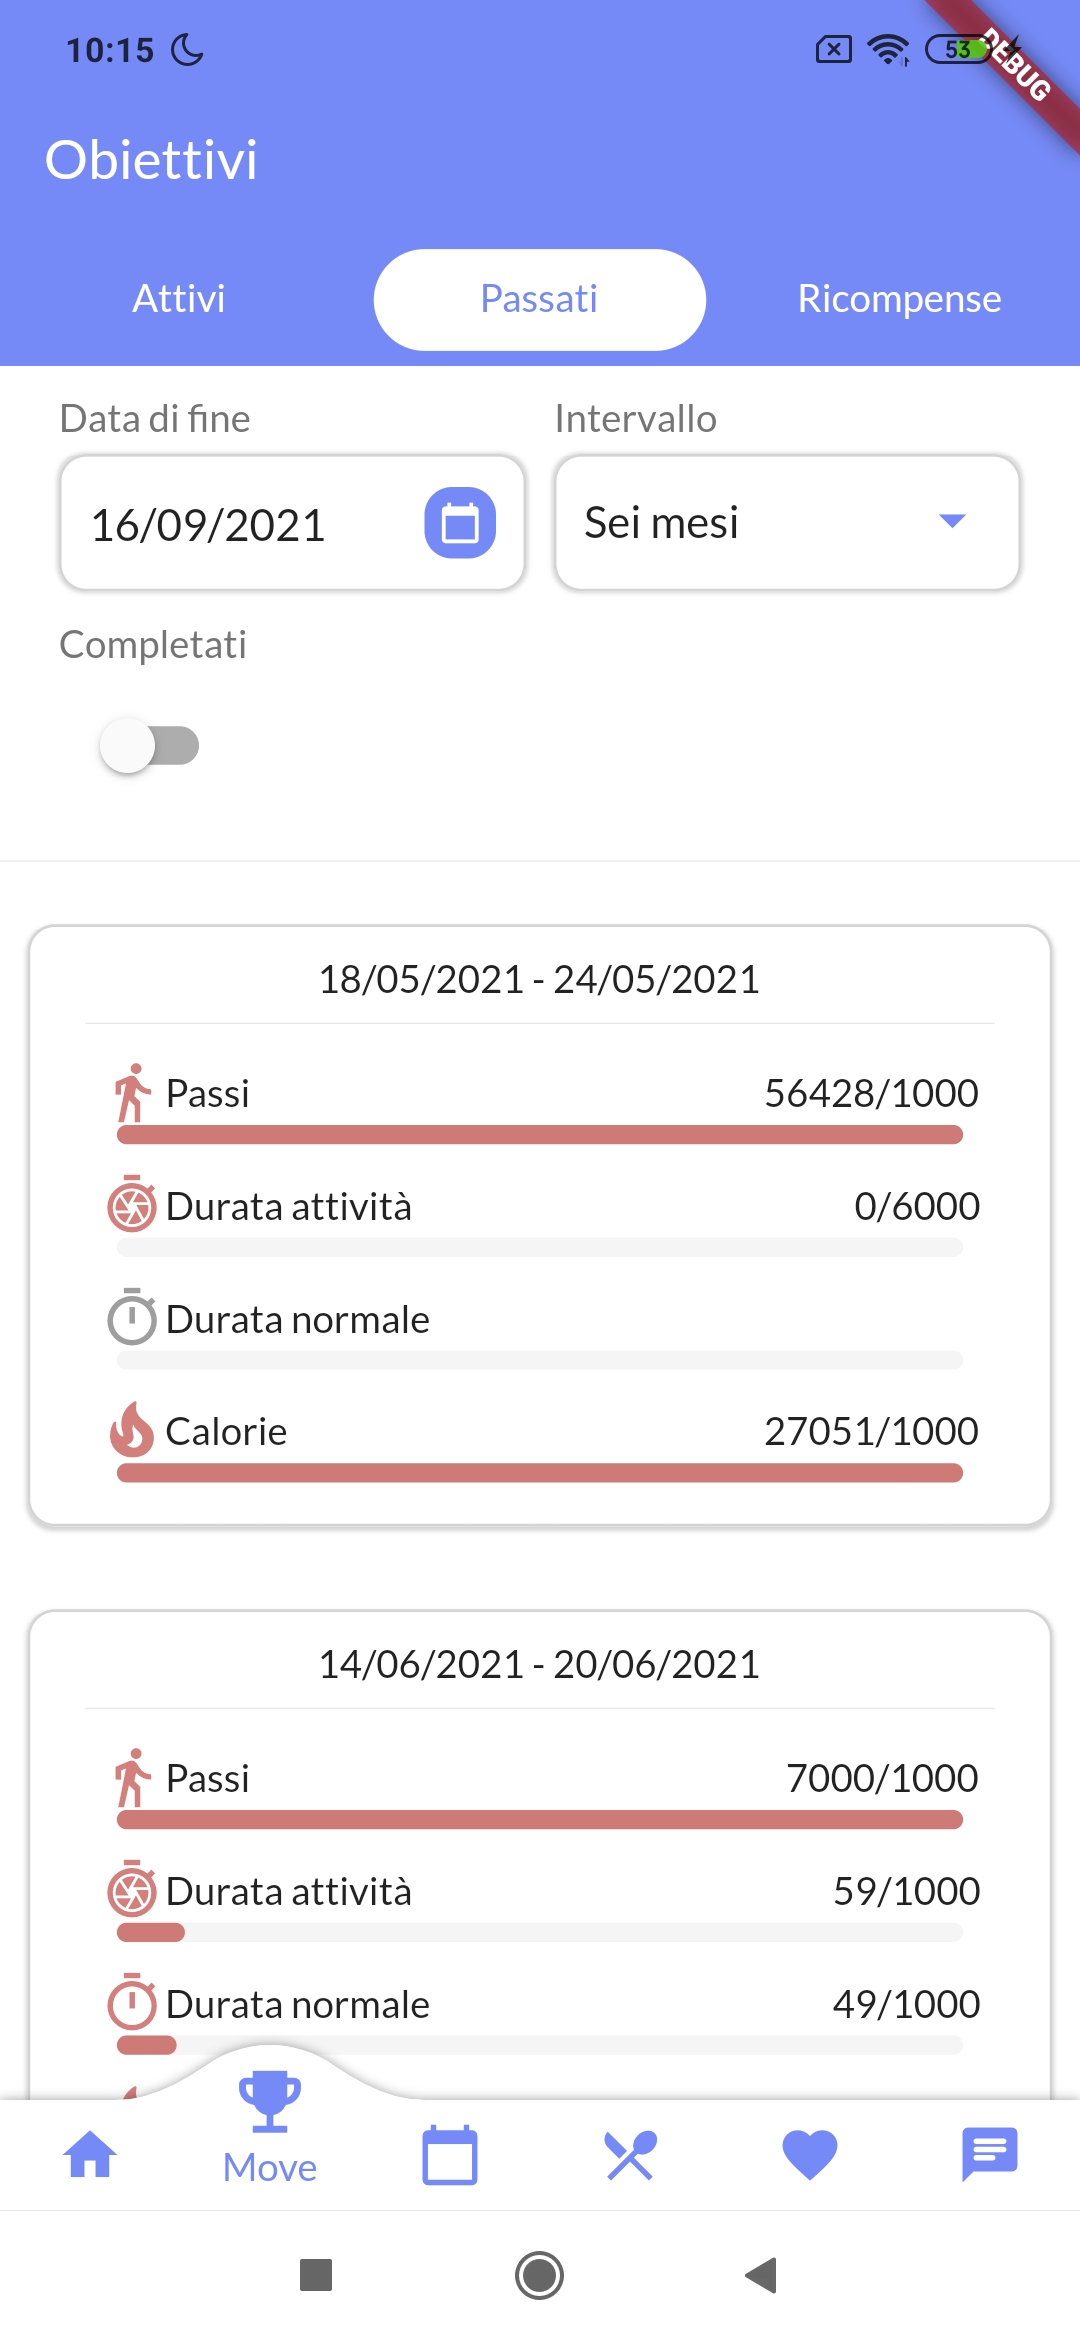 10:15
53
DEBUG
Obiettivi
Attivi
Passati
Ricompense
Data di fine
Intervallo
16/09/2021
Sei mesi
Completati
18/05/2021 - 24/05/2021
Passi 56428/1000
Durata attività 0/6000
Durata normale
Calorie 27051/1000
14/06/2021 - 20/06/2021
Passi 7000/1000
Durata attività 59/1000
Durata normale 49/1000
Move